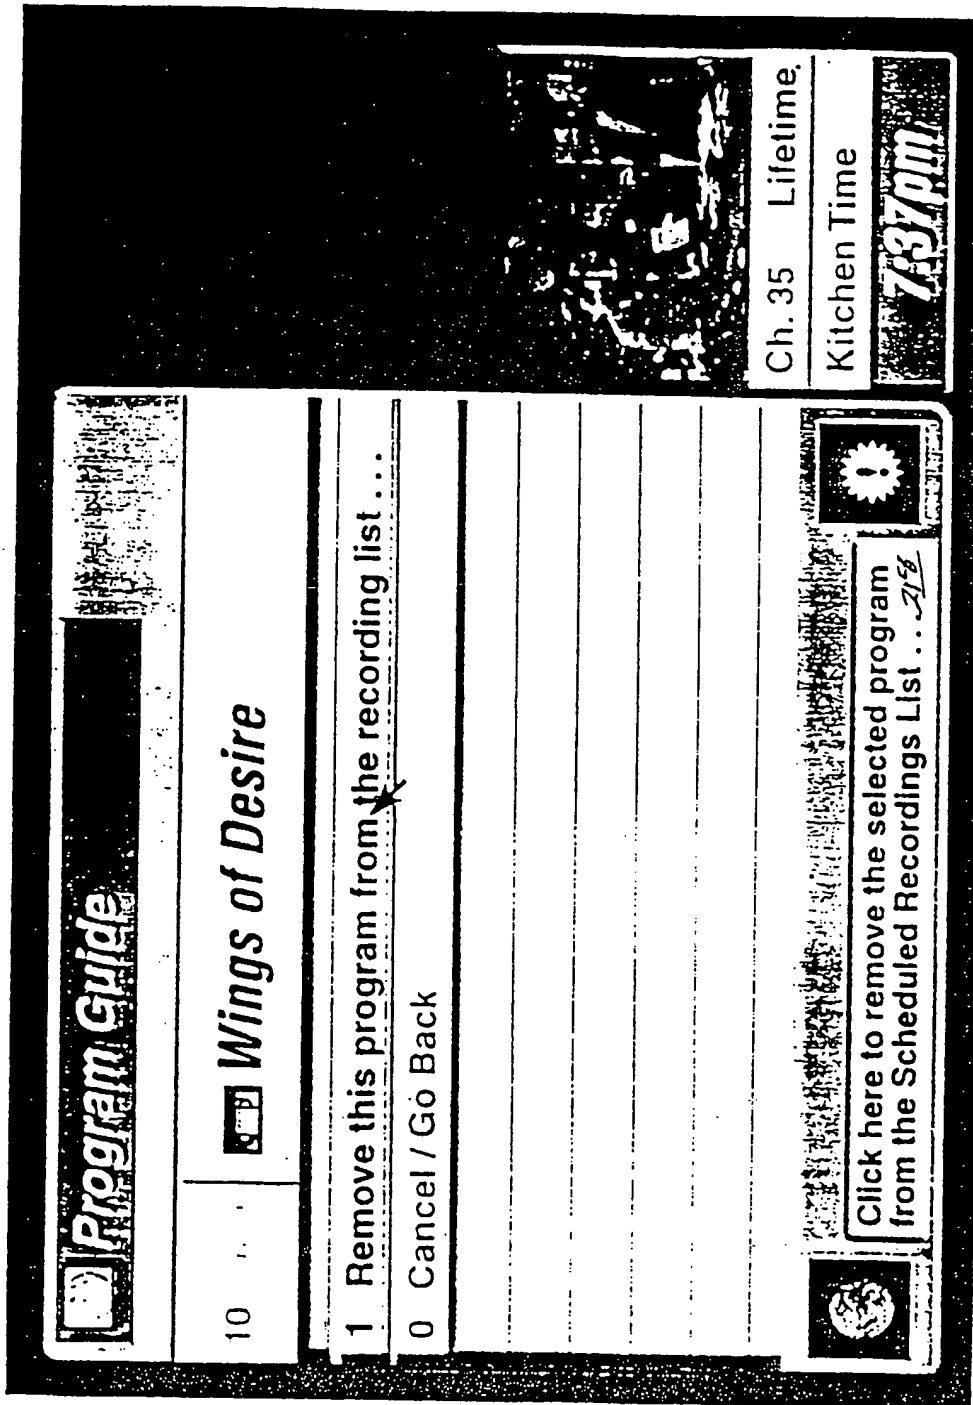 Program Guide
10
Wings of Desire
1 Remove this program from the recording list...
0 Cancel / Go Back
Click here to remove the selected program
from the Scheduled Recordings List...
!
Ch. 35 Lifetime
Kitchen Time
7:37pm